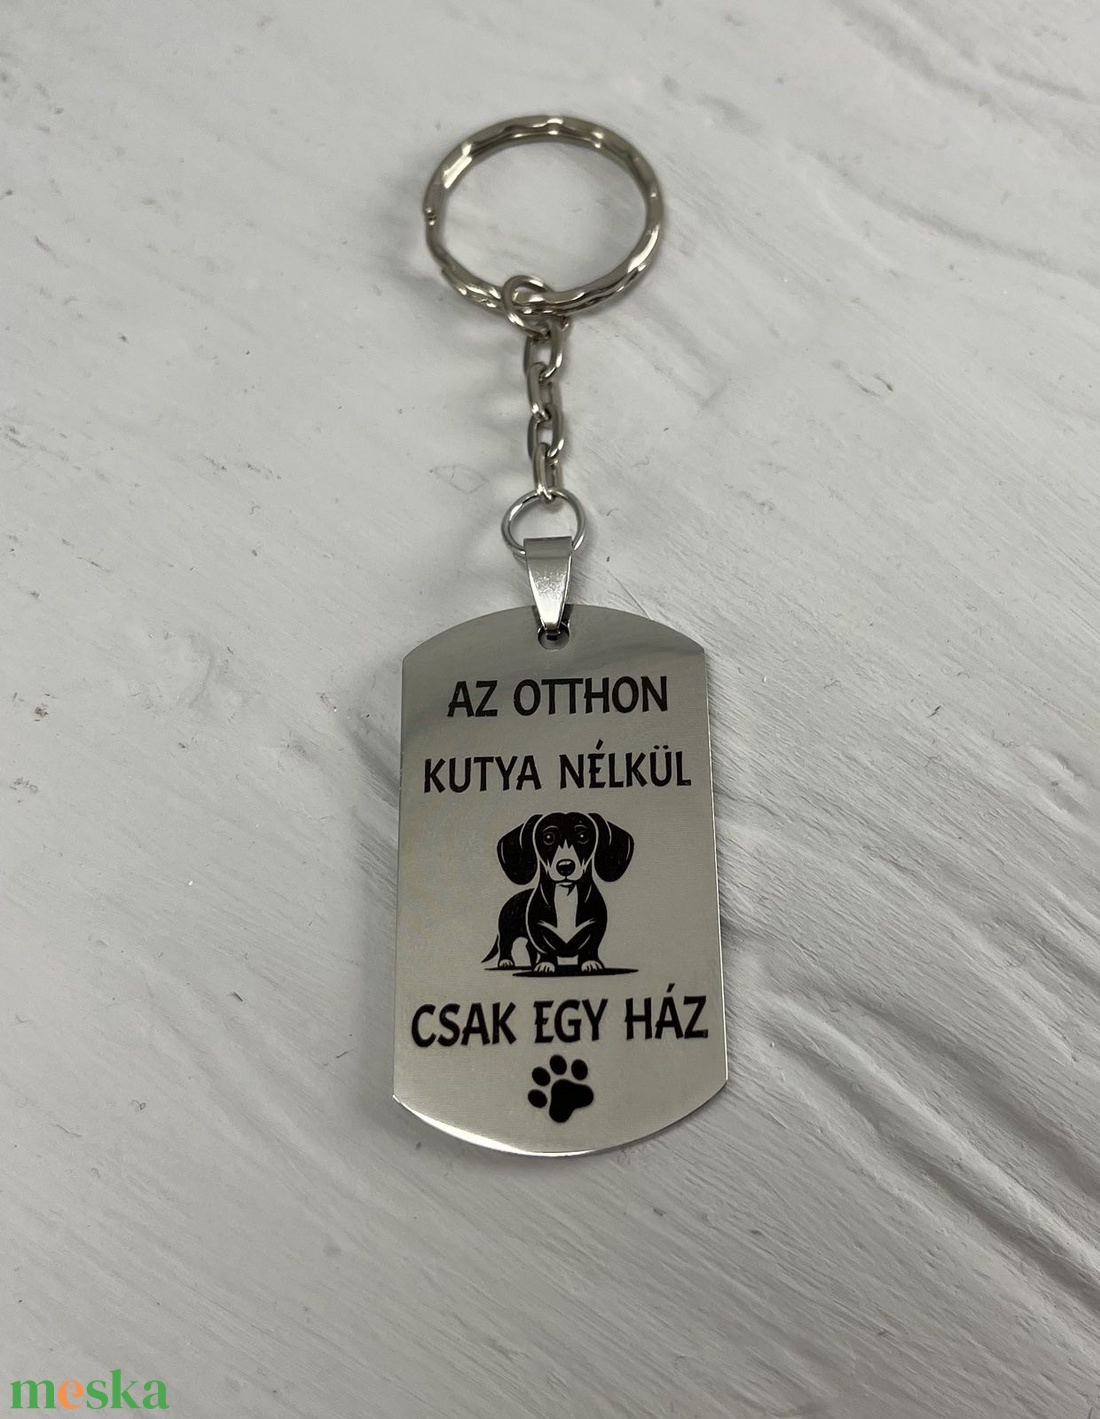 AZ OTTHON
KUTYA NÉLKÜL
CSAK EGY HÁZ
meska